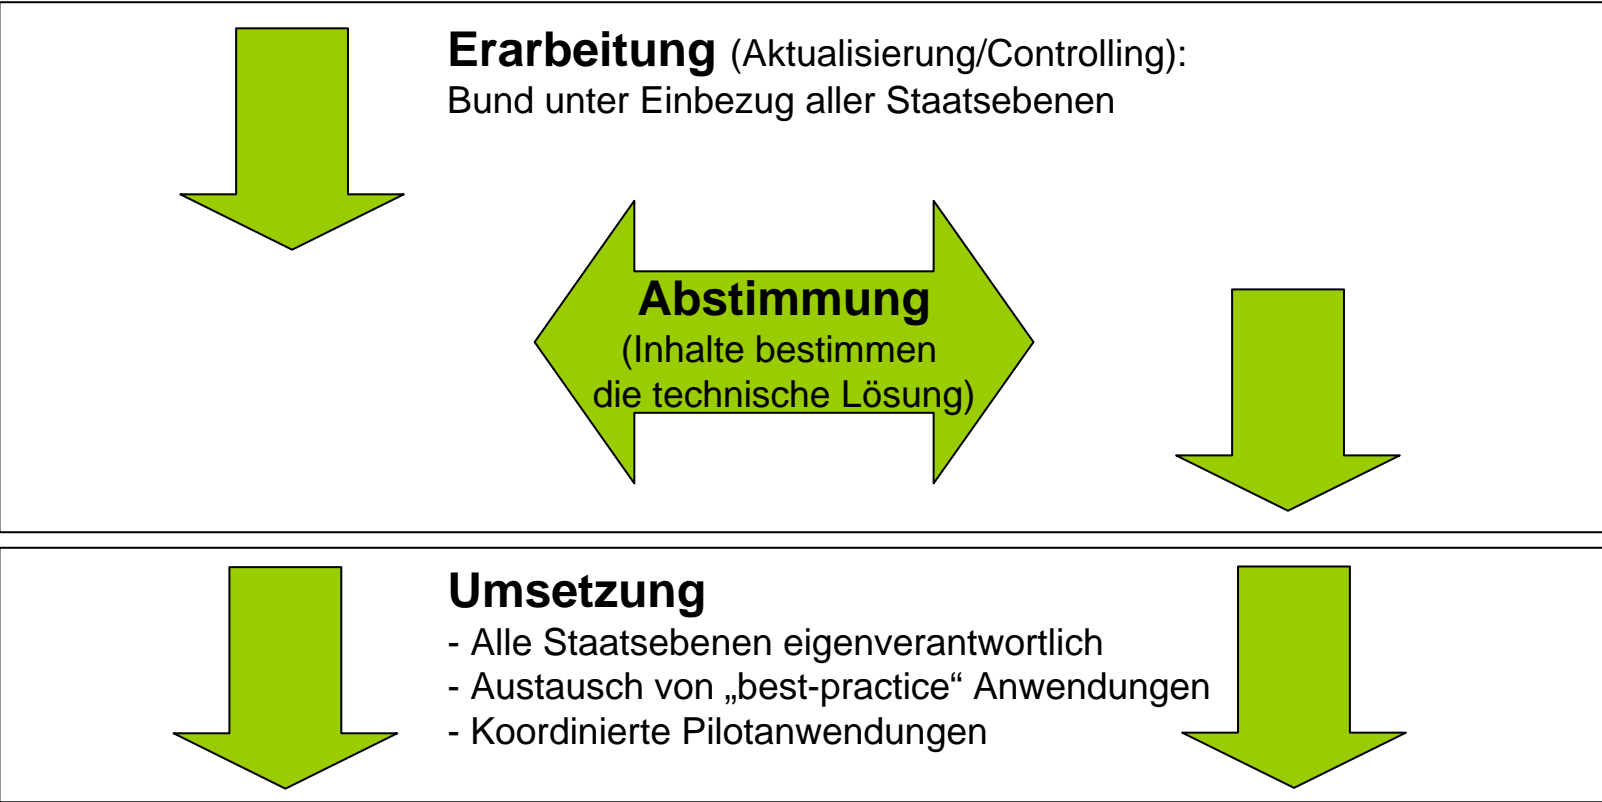 Erarbeitung (Aktualisierung/Controlling):
Bund unter Einbezug aller Staatsebenen
Abstimmung
(Inhalte bestimmen
die technische Lösung)
Umsetzung
- Alle Staatsebenen eigenverantwortlich
- Austausch von „best-practice“ Anwendungen
- Koordinierte Pilotanwendungen